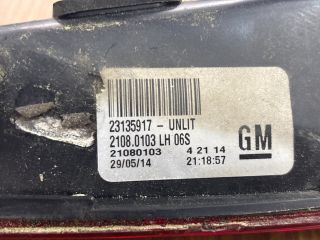 23135917 - UNLIT
2108.0103 LH 06S
21080103 4 21 14
29/05/14 21:18:57
GM